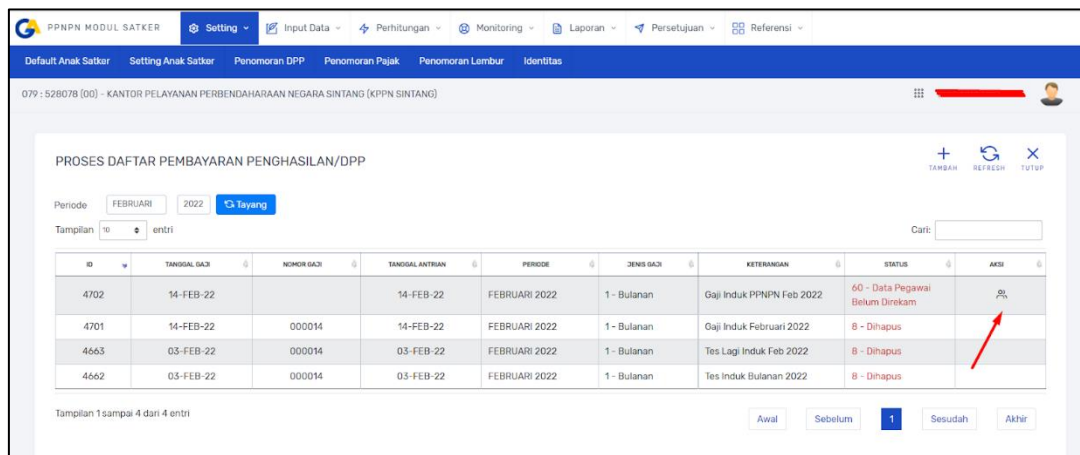 PPNPN MODUL SATKER Setting Input Data Perhitungan Monitoring Laporan Persetujuan Referensi
Default Anak Satker Setting Anak Satker Penomoran DPP Penomoran Pajak Penomoran Lembur Identitas
079 : 528078 (00) - KANTOR PELAYANAN PERBENDAHARAAN NEGARA SINTANG (KPPN SINTANG)
PROSES DAFTAR PEMBAYARAN PENGHASILAN/DPP
TAMBAH REFRESH TUTUP
Periode FEBRUARI 2022 Tayang
Tampilan 10 entri Cari:
ID TANGGAL GAJI NOMOR GAJI TANGGAL ANTRIAN PERIODE JENIS GAJI KETERANGAN STATUS AKSI
4702 14-FEB-22 14-FEB-22 FEBRUARI 2022 1 - Bulanan Gaji Induk PPNPN Feb 2022 60 - Data Pegawai
Belum Direkam
4701 14-FEB-22 000014 14-FEB-22 FEBRUARI 2022 1 - Bulanan Gaji Induk Februari 2022 8 - Dihapus
4663 03-FEB-22 000014 03-FEB-22 FEBRUARI 2022 1 - Bulanan Tes Lagi Induk Feb 2022 8 - Dihapus
4662 03-FEB-22 000014 03-FEB-22 FEBRUARI 2022 1 - Bulanan Tes Induk Bulanan 2022 8 - Dihapus
Tampilan 1 sampai 4 dari 4 entri
Awal Sebelum 1 Sesudah Akhir